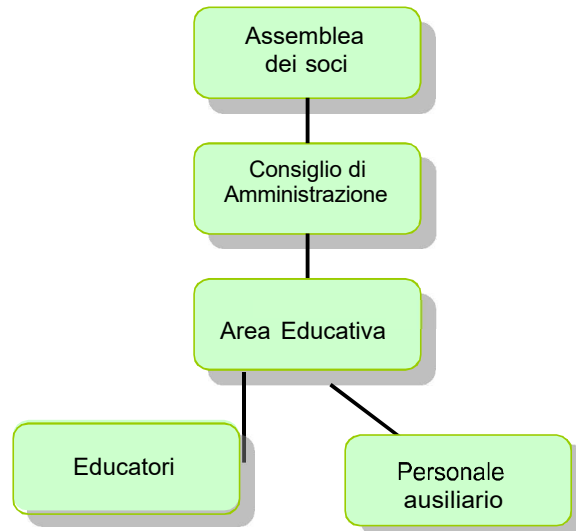 Assemblea
dei soci
Consiglio di
Amministrazione
Area Educativa
Educatori
Personale
ausiliario